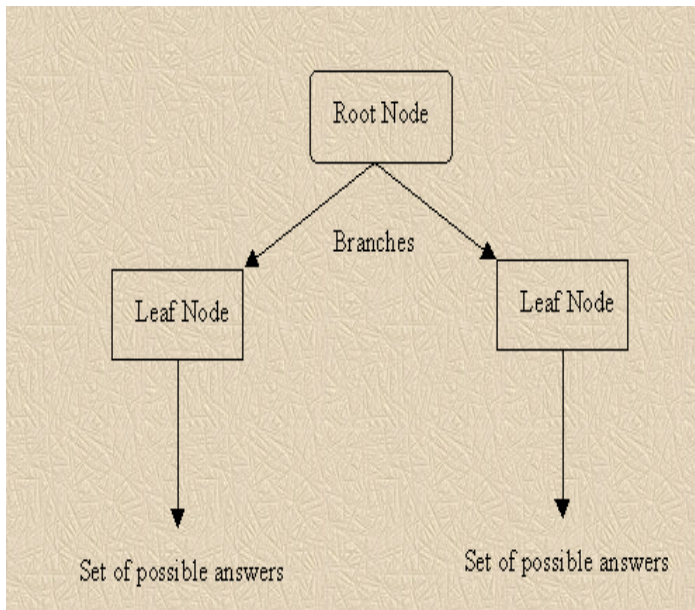 Root Node
Branches
Leaf Node
Leaf Node
Set of possible answers
Set of possible answers